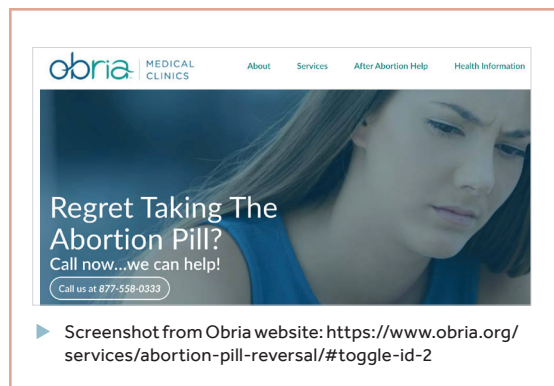 obria MEDICAL
CLINICS
About Services After Abortion Help Health Information
Regret Taking The
Abortion Pill?
Call now...we can help!
Call us at 877-558-0333
Screenshot from Obria website: https://www.obria.org/
services/abortion-pill-reversal/#toggle-id-2